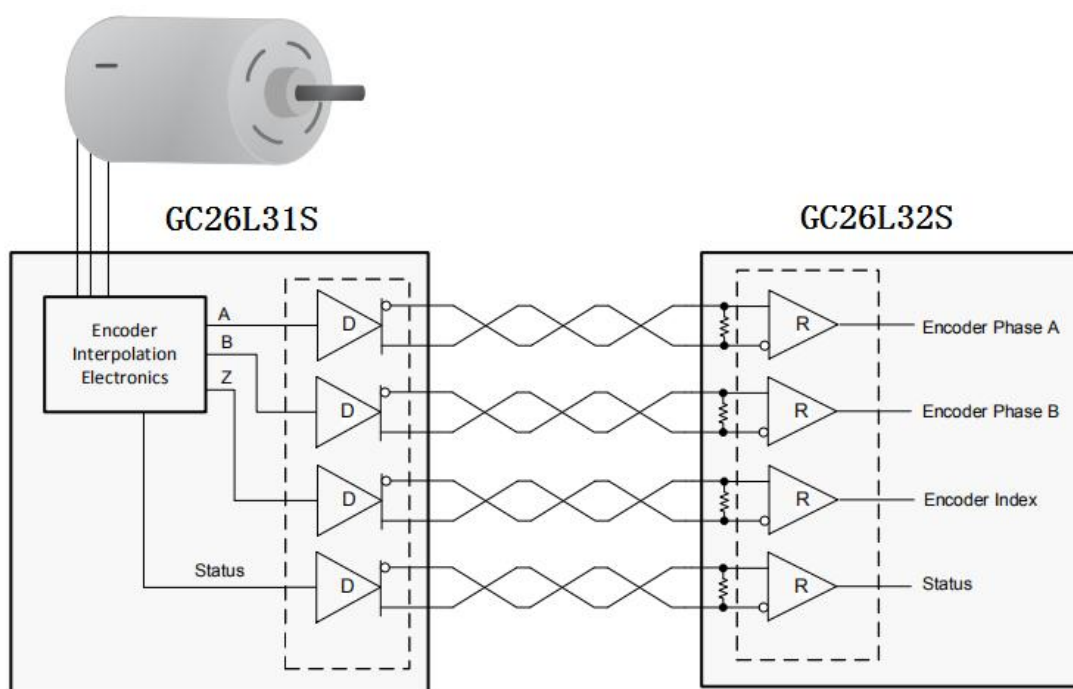 GC26L31S
GC26L32S
Encoder
Interpolation
Electronics
A
B
Z
Status
D
D
D
D
R
R
R
R
Encoder Phase A
Encoder Phase B
Encoder Index
Status